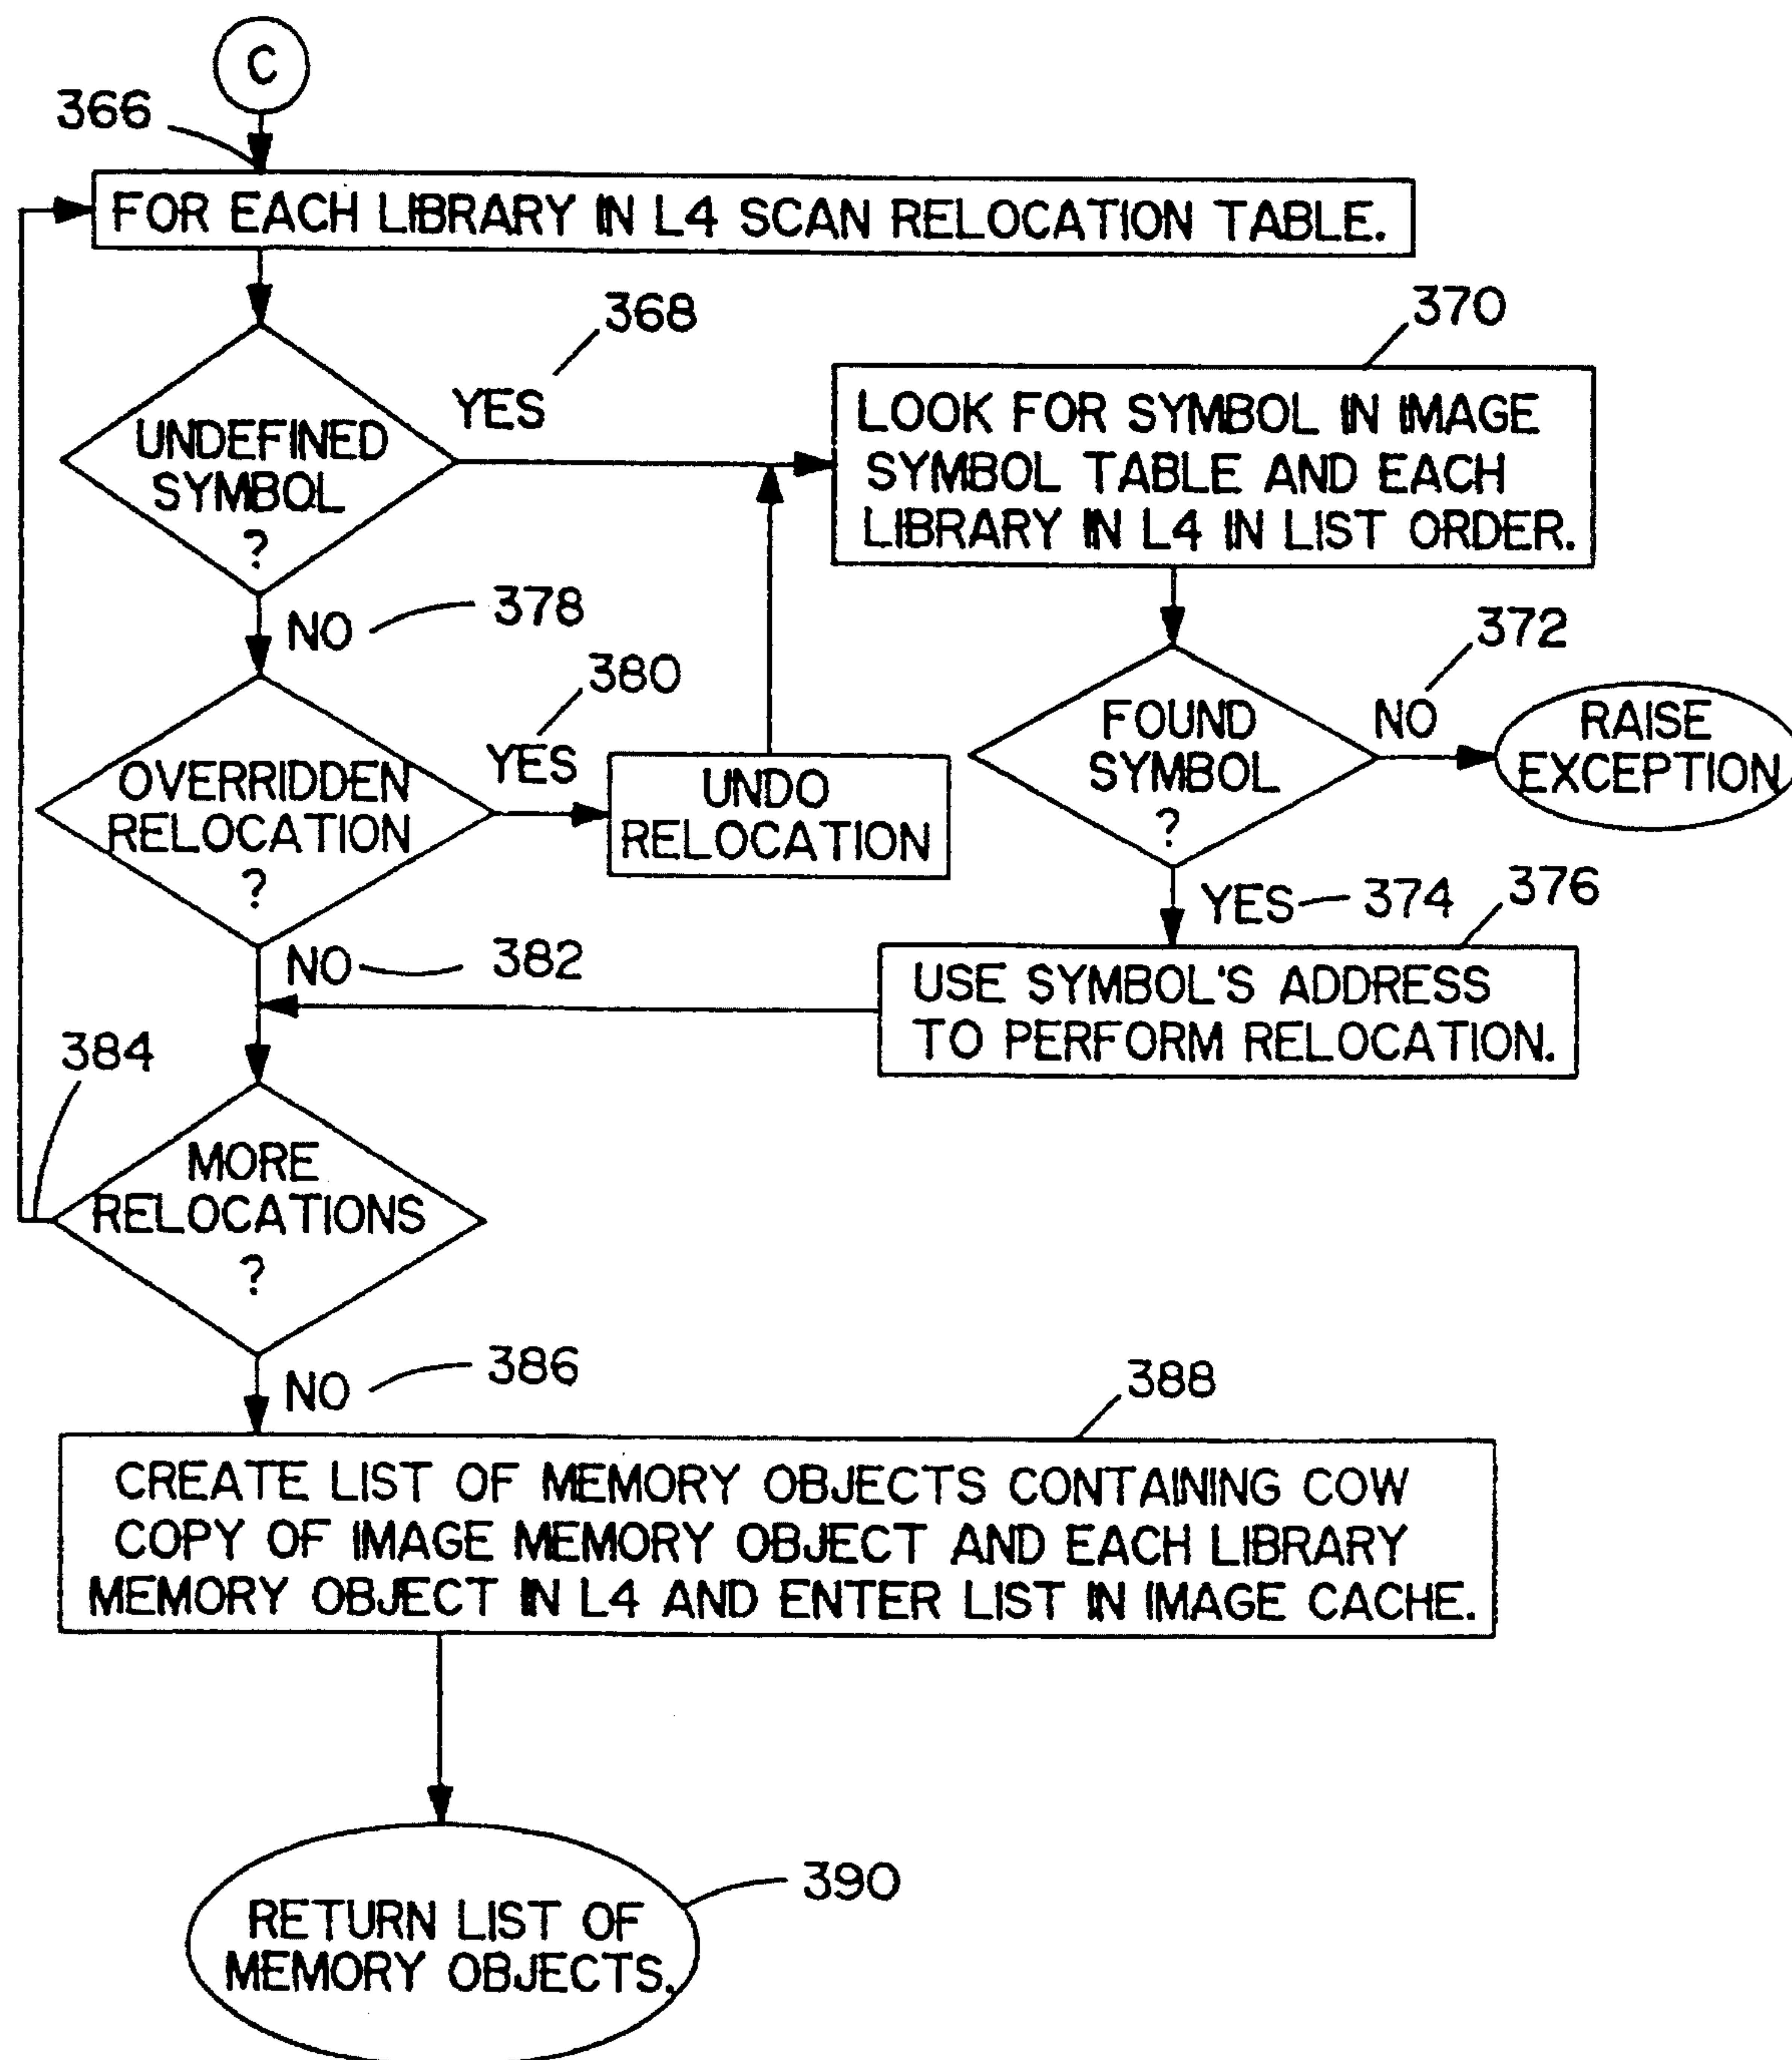 C
366
FOR EACH LIBRARY IN L4 SCAN RELOCATION TABLE.
368
370
YES
UNDEFINED
SYMBOL
?
LOOK FOR SYMBOL IN IMAGE
SYMBOL TABLE AND EACH
LIBRARY IN L4 IN LIST ORDER.
NO
378
372
380
YES
OVERRIDDEN
RELOCATION
?
UNDO
RELOCATION
FOUND
SYMBOL
?
NO
RAISE
EXCEPTION
YES
374
376
NO
382
USE SYMBOL'S ADDRESS
TO PERFORM RELOCATION.
384
MORE
RELOCATIONS
?
NO
386
388
CREATE LIST OF MEMORY OBJECTS CONTAINING COW
COPY OF IMAGE MEMORY OBJECT AND EACH LIBRARY
MEMORY OBJECT IN L4 AND ENTER LIST IN IMAGE CACHE.
390
RETURN LIST OF
MEMORY OBJECTS.